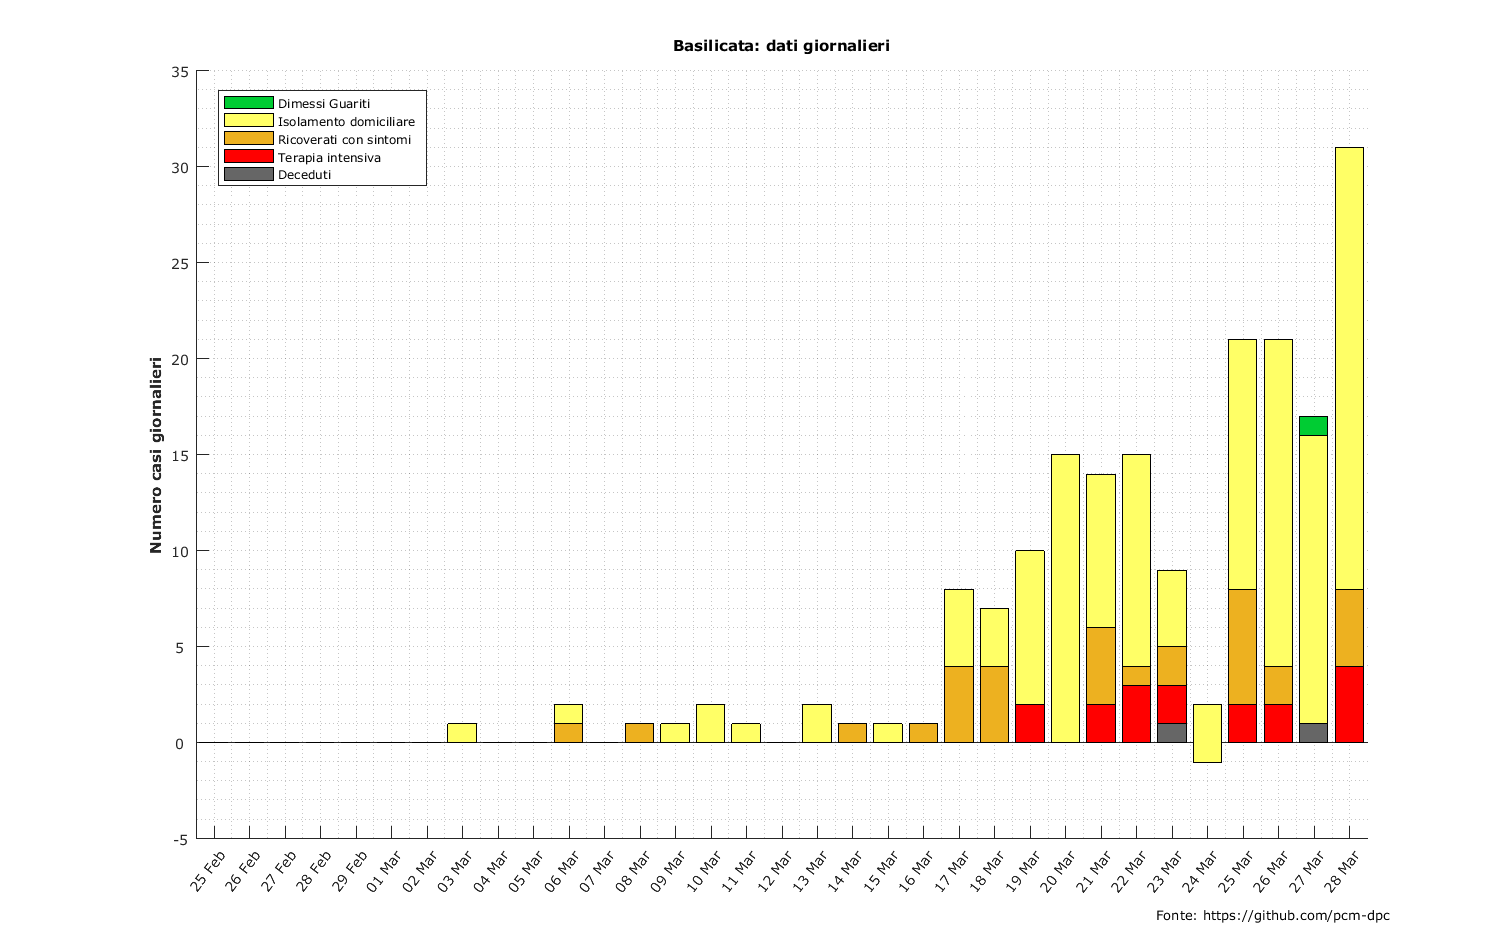 Basilicata: dati giornalieri
Dimessi Guariti
Isolamento domiciliare
Ricoverati con sintomi
Terapia intensiva
Deceduti
Numero casi giornalieri
35
30
25
20
15
10
5
0
-5
25 Feb
26 Feb
27 Feb
28 Feb
29 Feb
01 Mar
02 Mar
03 Mar
04 Mar
05 Mar
06 Mar
07 Mar
08 Mar
09 Mar
10 Mar
11 Mar
12 Mar
13 Mar
14 Mar
15 Mar
16 Mar
17 Mar
18 Mar
19 Mar
20 Mar
21 Mar
22 Mar
23 Mar
24 Mar
25 Mar
26 Mar
27 Mar
28 Mar
Fonte: https://github.com/pcm-dpc